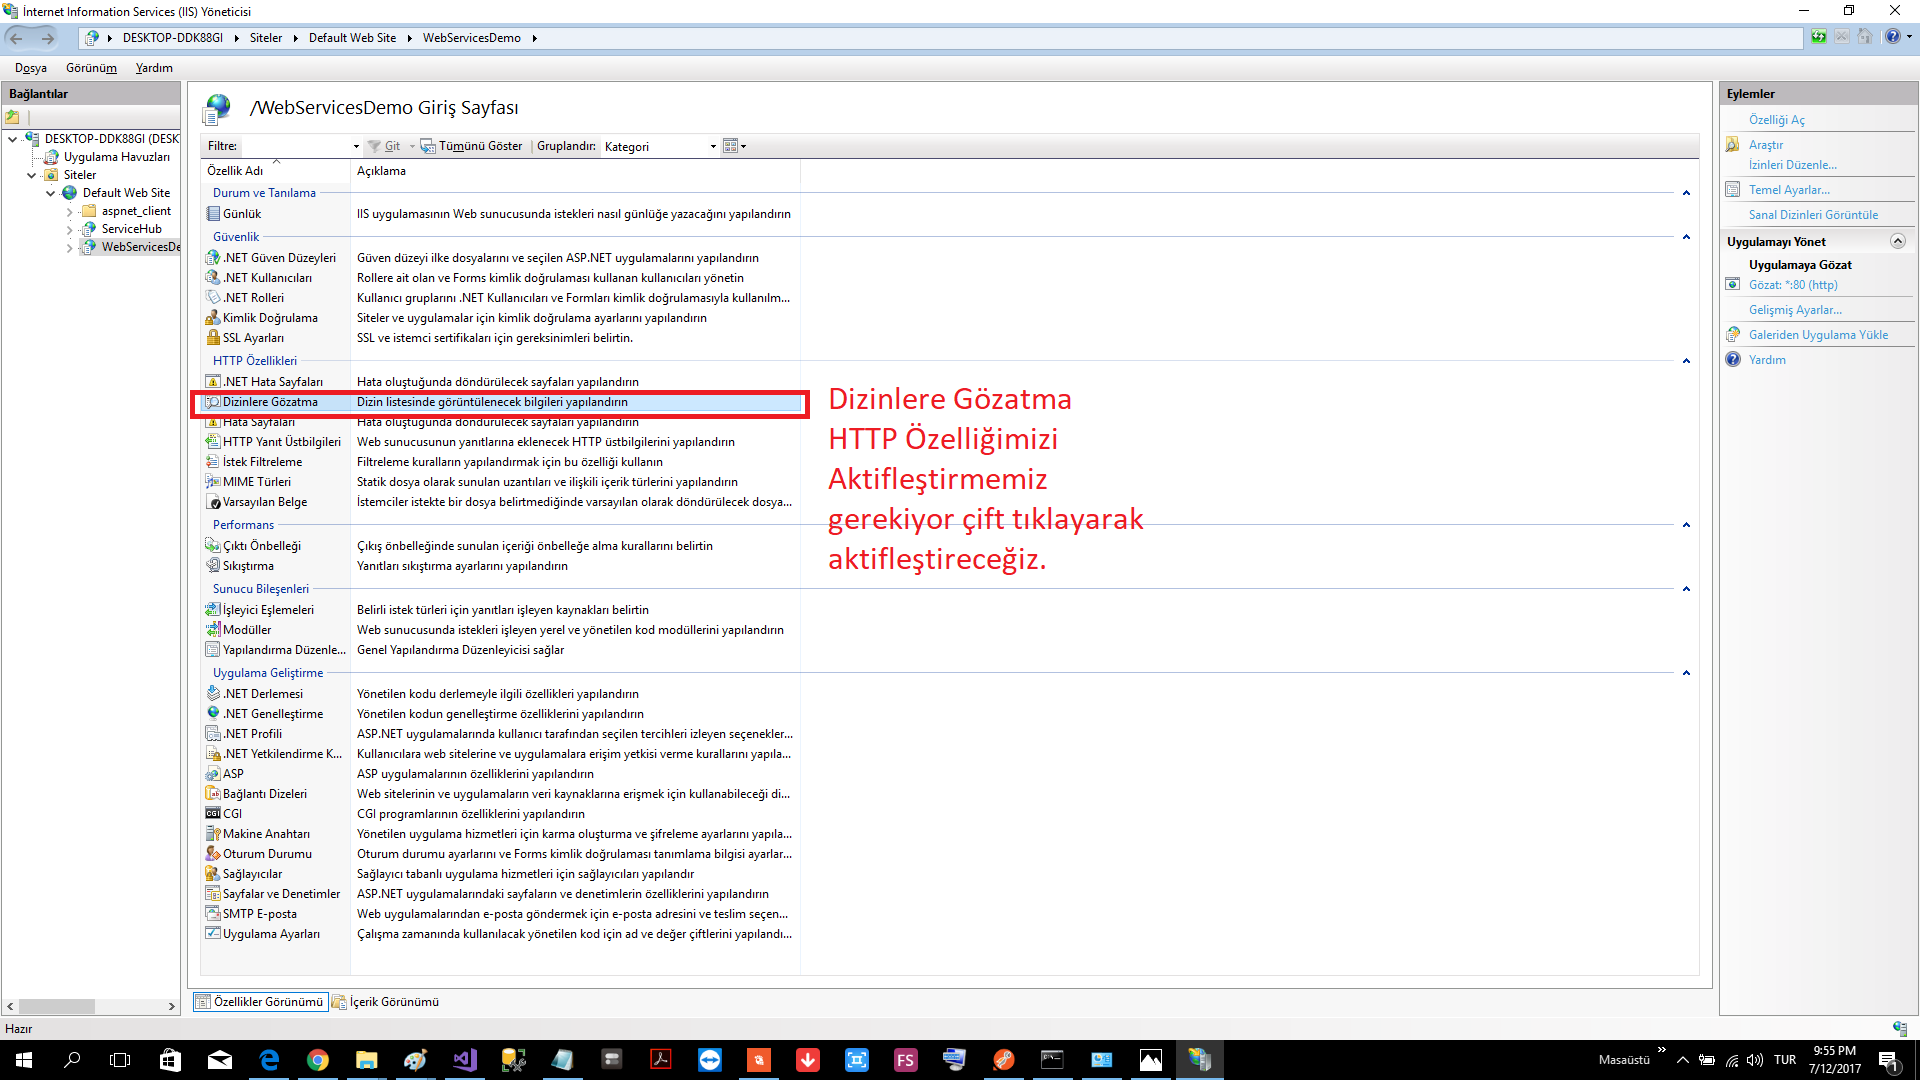 İnternet Information Services (IIS) Yöneticisi
DESKTOP-DDK88GI Siteler Default Web Site WebServicesDemo
Dosya Görünüm Yardım
Bağlantılar
DESKTOP-DDK88GI (DESK
Uygulama Havuzları
Siteler
Default Web Site
aspnet_client
ServiceHub
WebServicesDe
/WebServicesDemo Giriş Sayfası
Filtre: Git Tümünü Göster Gruplandır: Kategori
Özellik Adı Açıklama
Durum ve Tanılama
Günlük IIS uygulamasının Web sunucusunda istekleri nasıl günlüğe yazacağını yapılandırın
Güvenlik
.NET Güven Düzeyleri Güven düzeyi ilke dosyalarını ve seçilen ASP.NET uygulamalarını yapılandırın
.NET Kullanıcıları Rollere ait olan ve Forms kimlik doğrulaması kullanan kullanıcıları yönetin
.NET Rolleri Kullanıcı gruplarını .NET Kullanıcıları ve Formları kimlik doğrulamasıyla kullanılm...
Kimlik Doğrulama Siteler ve uygulamalar için kimlik doğrulama ayarlarını yapılandırın
SSL Ayarları SSL ve istemci sertifikaları için gereksinimleri belirtin.
HTTP Özellikleri
.NET Hata Sayfaları Hata oluştuğunda döndürülecek sayfaları yapılandırın
Dizinlere Gözatma Dizin listesinde görüntülenecek bilgileri yapılandırın
Hata Sayfaları Hata oluştuğunda döndürülecek sayfaları yapılandırın
HTTP Yanıt Üstbilgileri Web sunucusunun yanıtlarına eklenecek HTTP üstbilgilerini yapılandırın
İstek Filtreleme Filtreleme kuralların yapılandırmak için bu özelliği kullanın
MIME Türleri Statik dosya olarak sunulan uzantıları ve ilişkili içerik türlerini yapılandırın
Varsayılan Belge İstemciler istekte bir dosya belirtmediğinde varsayılan olarak döndürülecek dosya...
Performans
Çıktı Önbelleği Çıkış önbelleğinde sunulan içeriği önbelleğe alma kurallarını belirtin
Sıkıştırma Yanıtları sıkıştırma ayarlarını yapılandırın
Sunucu Bileşenleri
İşleyici Eşlemeleri Belirli istek türleri için yanıtları işleyen kaynakları belirtin
Modüller Web sunucusunda istekleri işleyen yerel ve yönetilen kod modüllerini yapılandırın
Yapılandırma Düzenle... Genel Yapılandırma Düzenleyicisi sağlar
Uygulama Geliştirme
.NET Derlemesi Yönetilen kodu derlemeyle ilgili özellikleri yapılandırın
.NET Genelleştirme Yönetilen kodun genelleştirme özelliklerini yapılandırın
.NET Profili ASP.NET uygulamalarında kullanıcı tarafından seçilen tercihleri izleyen seçenekler...
.NET Yetkilendirme K... Kullanıcılara web sitelerine ve uygulamalara erişim yetkisi verme kurallarını yapıla...
ASP ASP uygulamalarının özelliklerini yapılandırın
Bağlantı Dizeleri Web sitelerinin ve uygulamaların veri kaynaklarına erişmek için kullanabileceği di...
CGI CGI programlarının özelliklerini yapılandırın
Makine Anahtarı Yönetilen uygulama hizmetleri için karma oluşturma ve şifreleme ayarlarını yapıla...
Oturum Durumu Oturum durumu ayarlarını ve Forms kimlik doğrulaması tanımlama bilgisi ayarlar...
Sağlayıcılar Sağlayıcı tabanlı uygulama hizmetleri için sağlayıcıları yapılandır
Sayfalar ve Denetimler ASP.NET uygulamalarındaki sayfaların ve denetimlerin özelliklerini yapılandırın
SMTP E-posta Web uygulamalarından e-posta göndermek için e-posta adresini ve teslim seçen...
Uygulama Ayarları Çalışma zamanında kullanılacak yönetilen kod için ad ve değer çiftlerini yapılandı...
Dizinlere Gözatma
HTTP Özelliğimizi
Aktifleştirmemiz
gerekiyor çift tıklayarak
aktifleştireceğiz.
Özellikler Görünümü İçerik Görünümü
Eylemler
Özelliği Aç
Araştır
İzinleri Düzenle...
Temel Ayarlar...
Sanal Dizinleri Görüntüle
Uygulamayı Yönet
Uygulamaya Gözat
Gözat: *:80 (http)
Gelişmiş Ayarlar...
Galeriden Uygulama Yükle
Yardım
Hazır
FS
Masaüstü TUR 9:55 PM
7/12/2017
1